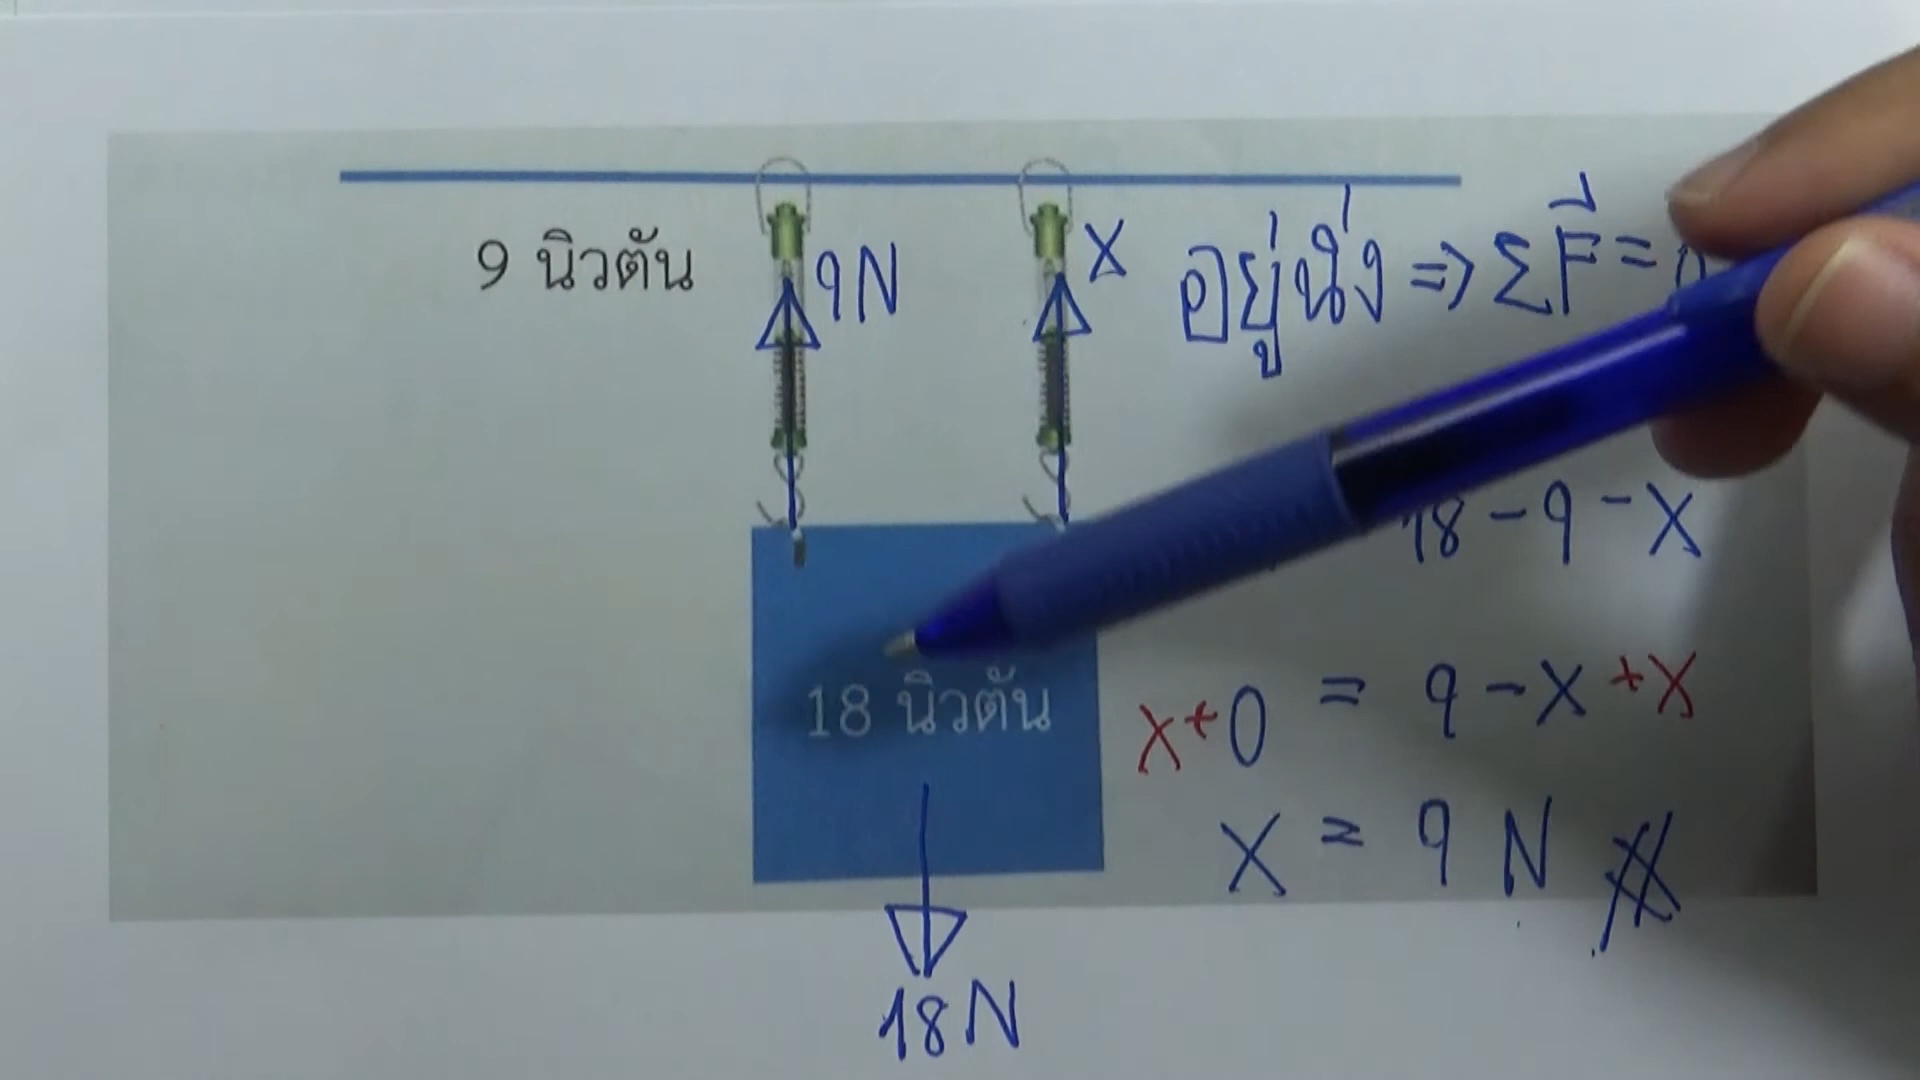 9 นิวตัน
9N
X
อยู่นิ่ง => ΣF =
18 - 9 - X
X+0 = 9 - X + X
X = 9 N
18 นิวตัน
18N